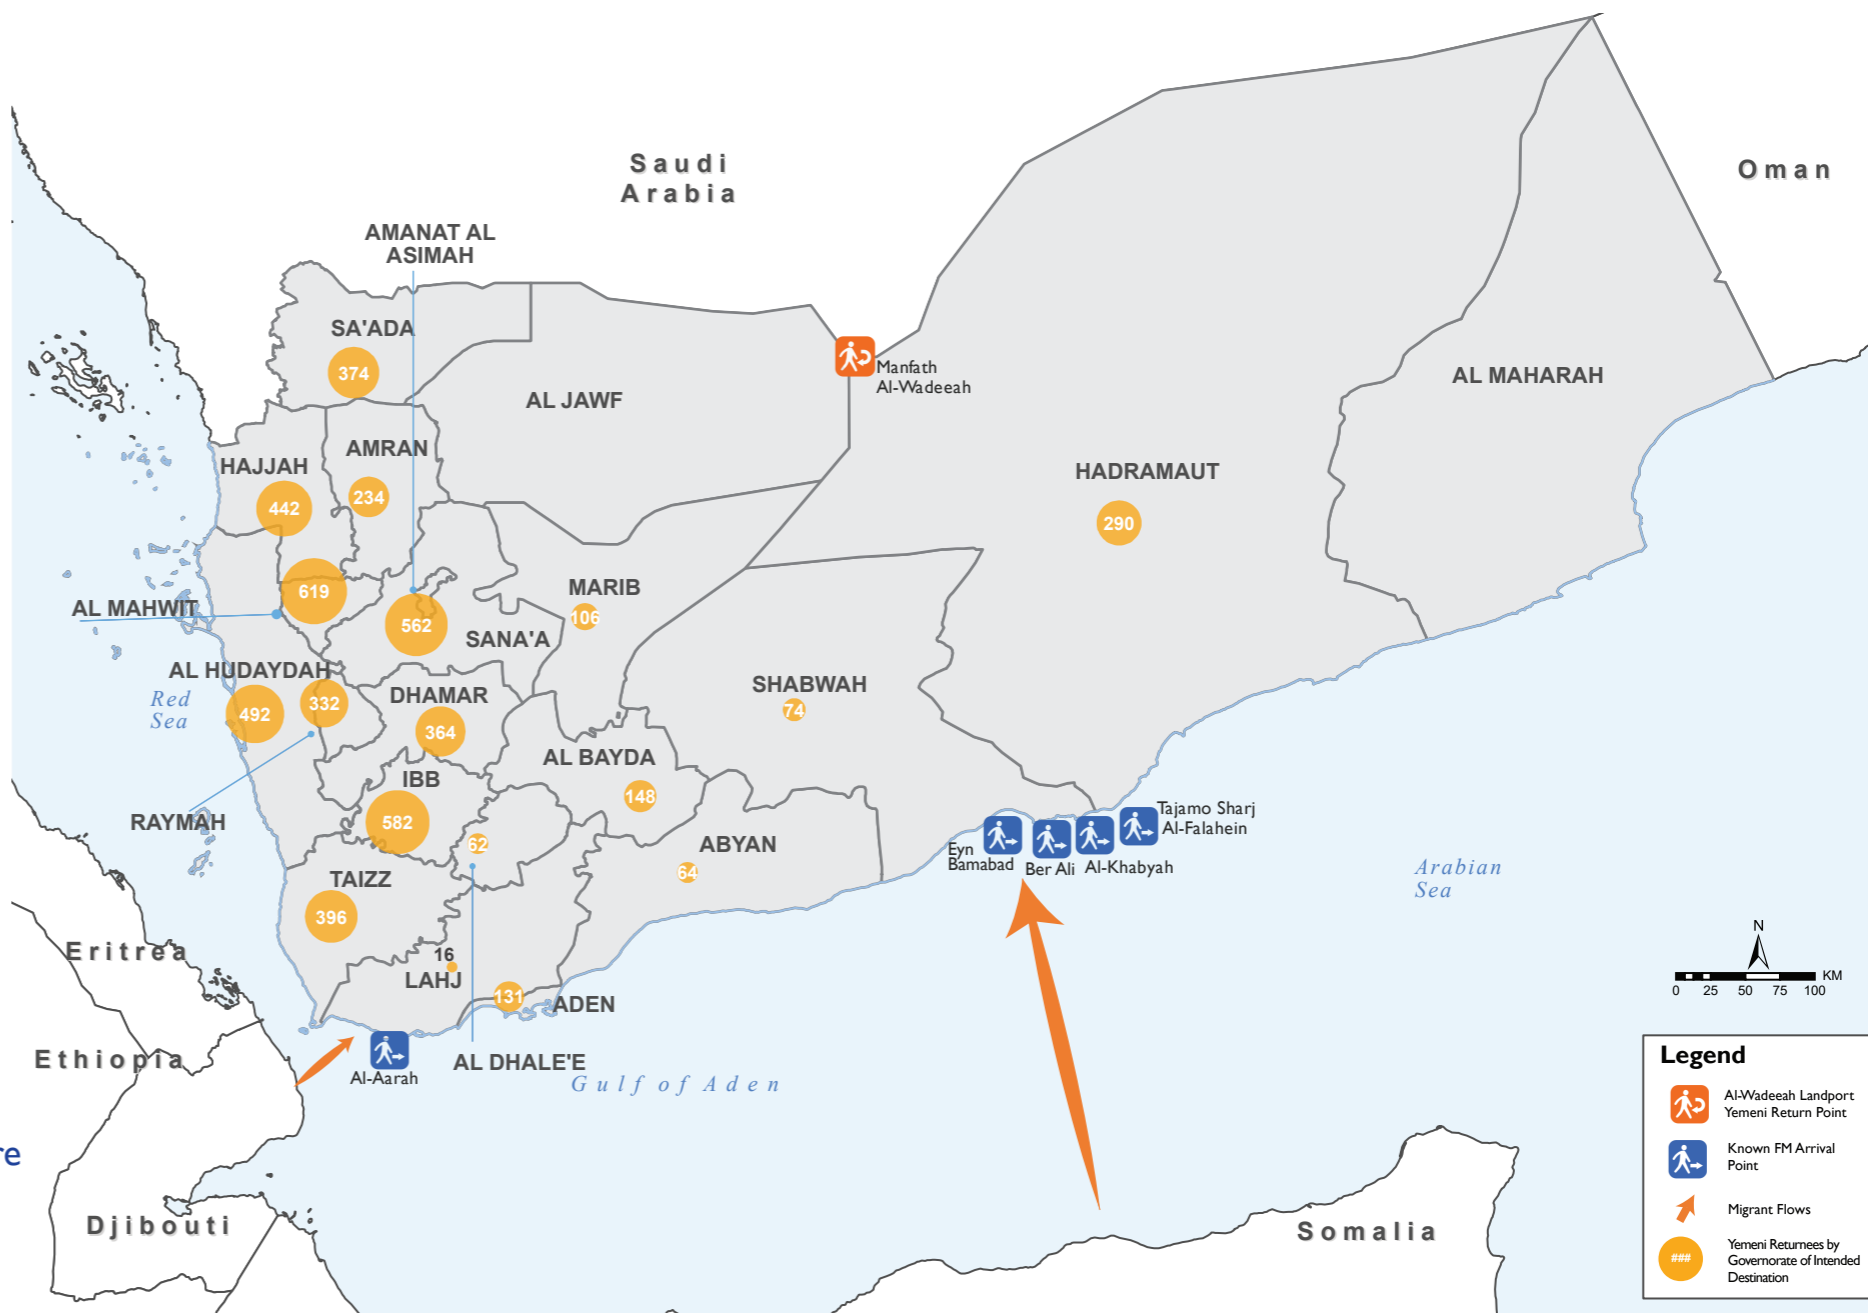 Saudi
Arabia
Oman
AMANAT AL
ASIMAH
SA'ADA
374
Manfath
Al-Wadeeah
AL JAWF
AL MAHARAH
HAJJAH
442
AMRAN
234
HADRAMAUT
290
619
AL MAHWIT
562
SANA'A
MARIB
106
AL HUDAYDAH
492
332
Red
Sea
DHAMAR
364
SHABWAH
74
AL BAYDA
148
IBB
582
RAYMAH
62
ABYAN
64
Eyn
Bamabad
Ber Ali
Al-Khabyah
Tajamo Sharj
Al-Falahein
Arabian
Sea
TAIZZ
396
16
LAHJ
131
ADEN
Eritrea
Ethiopia
Al-Aarah
AL DHALE'E
Gulf of Aden
re
Djibouti
Somalia
N
KM
0 25 50 75 100
Legend
Al-Wadeeah Landport
Yemeni Return Point
Known FM Arrival
Point
Migrant Flows
###
Yemeni Returnees by
Governorate of Intended
Destination